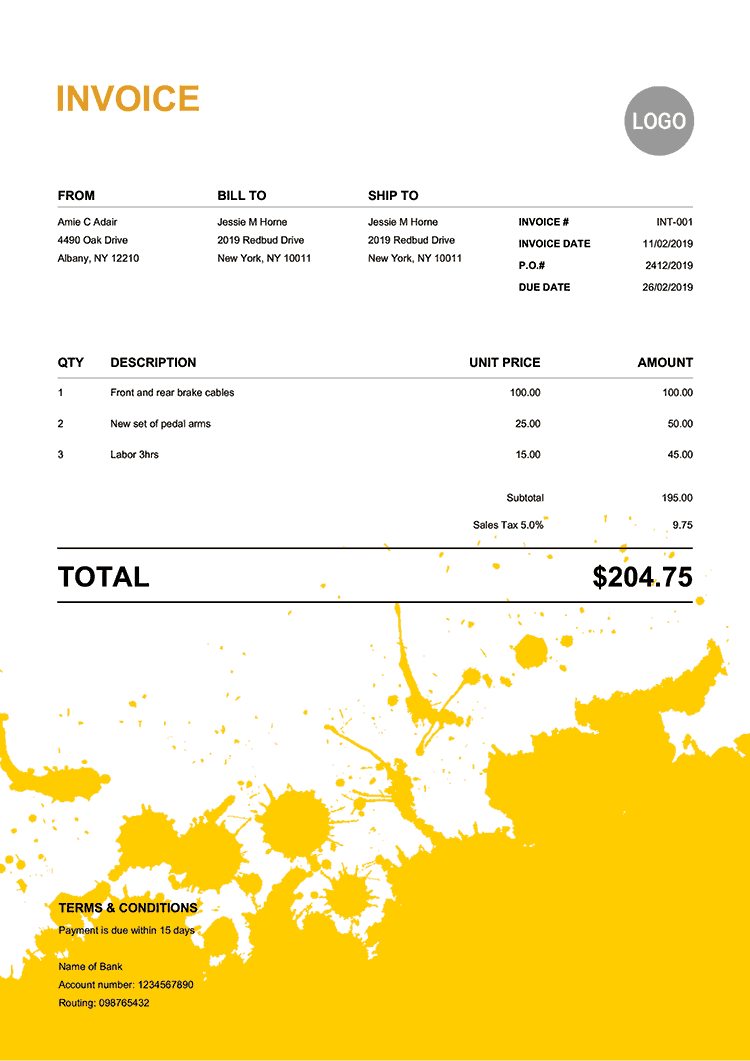 INVOICE
LOGO
FROM BILL TO SHIP TO
Amie C Adair Jessie M Horne Jessie M Horne INVOICE # INT-001
4490 Oak Drive 2019 Redbud Drive 2019 Redbud Drive INVOICE DATE 11/02/2019
Albany, NY 12210 New York, NY 10011 New York, NY 10011 P.O.# 2412/2019
DUE DATE 26/02/2019
QTY DESCRIPTION UNIT PRICE AMOUNT
1 Front and rear brake cables 100.00 100.00
2 New set of pedal arms 25.00 50.00
3 Labor 3hrs 15.00 45.00
Subtotal 195.00
Sales Tax 5.0% 9.75
TOTAL $204.75
TERMS & CONDITIONS
Payment is due within 15 days
Name of Bank
Account number: 1234567890
Routing: 098765432